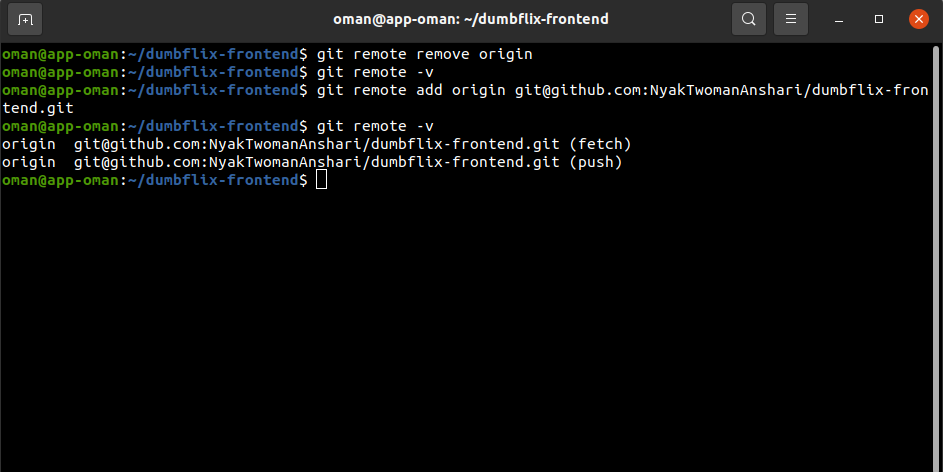 oman@app-oman: ~/dumbflix-frontend
oman@app-oman:~/dumbflix-frontend$ git remote remove origin
oman@app-oman:~/dumbflix-frontend$ git remote -v
oman@app-oman:~/dumbflix-frontend$ git remote add origin git@github.com:NyakTwomanAnshari/dumbflix-fron
tend.git
oman@app-oman:~/dumbflix-frontend$ git remote -v
origin  git@github.com:NyakTwomanAnshari/dumbflix-frontend.git (fetch)
origin  git@github.com:NyakTwomanAnshari/dumbflix-frontend.git (push)
oman@app-oman:~/dumbflix-frontend$